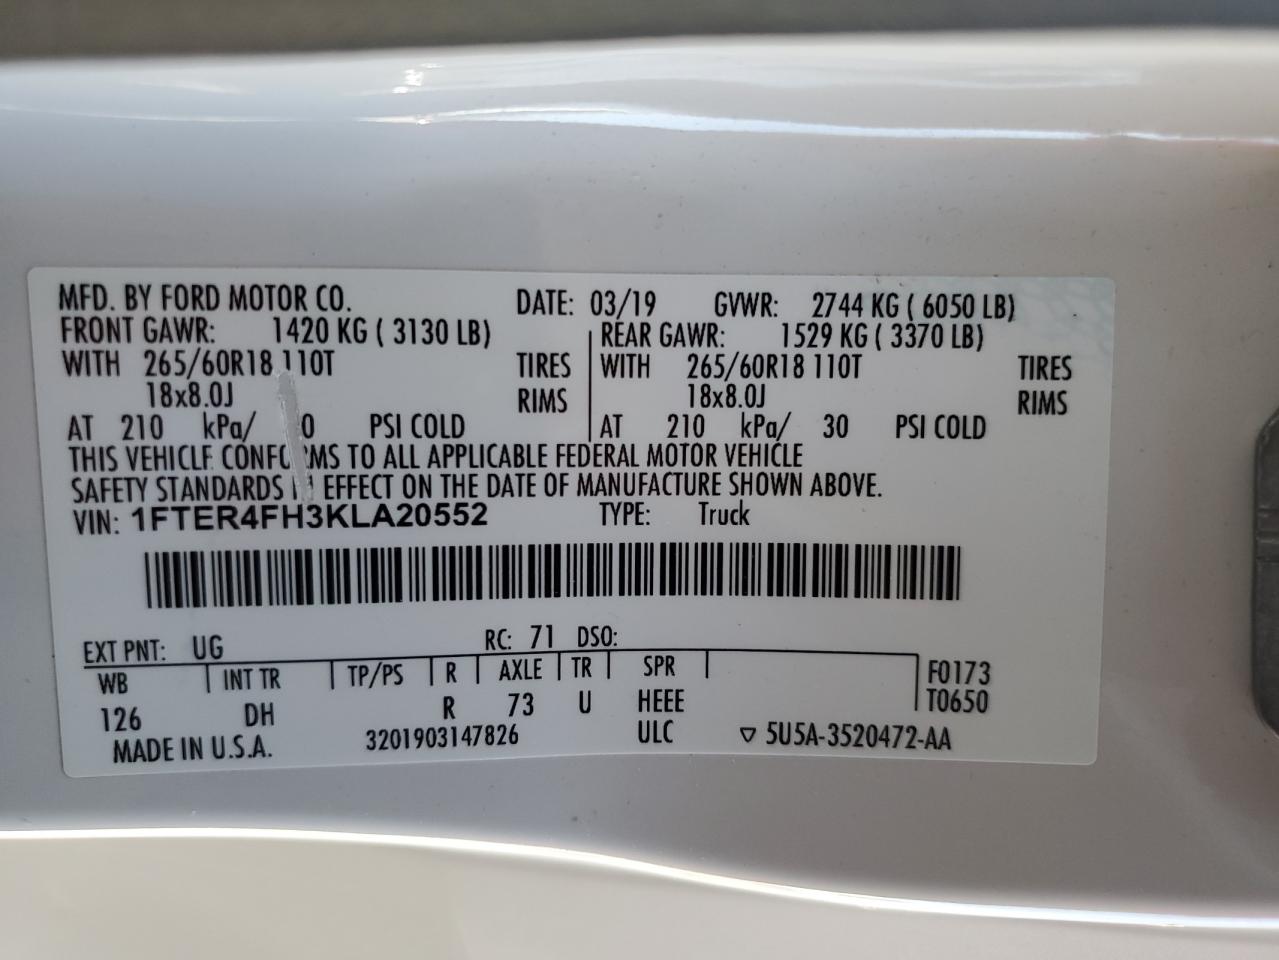 MFD. BY FORD MOTOR CO. DATE: 03/19 GVWR: 2744 KG ( 6050 LB)
FRONT GAWR: 1420 KG ( 3130 LB) REAR GAWR: 1529 KG ( 3370 LB)
WITH 265/60R18 110T TIRES WITH 265/60R18 110T TIRES
18x8.0J RIMS 18x8.0J RIMS
AT 210 kPa/ 0 PSI COLD AT 210 kPa/ 30 PSI COLD
THIS VEHICLE CONFORMS TO ALL APPLICABLE FEDERAL MOTOR VEHICLE
SAFETY STANDARDS IN EFFECT ON THE DATE OF MANUFACTURE SHOWN ABOVE.
VIN: 1FTER4FH3KLA20552 TYPE: Truck
EXT PNT: UG RC: 71 DSO:
WB INT TR TP/PS R AXLE TR SPR F0173
126 DH R 73 U HEEE T0650
MADE IN U.S.A. 3201903147826 ULC ▽ 5U5A-3520472-AA